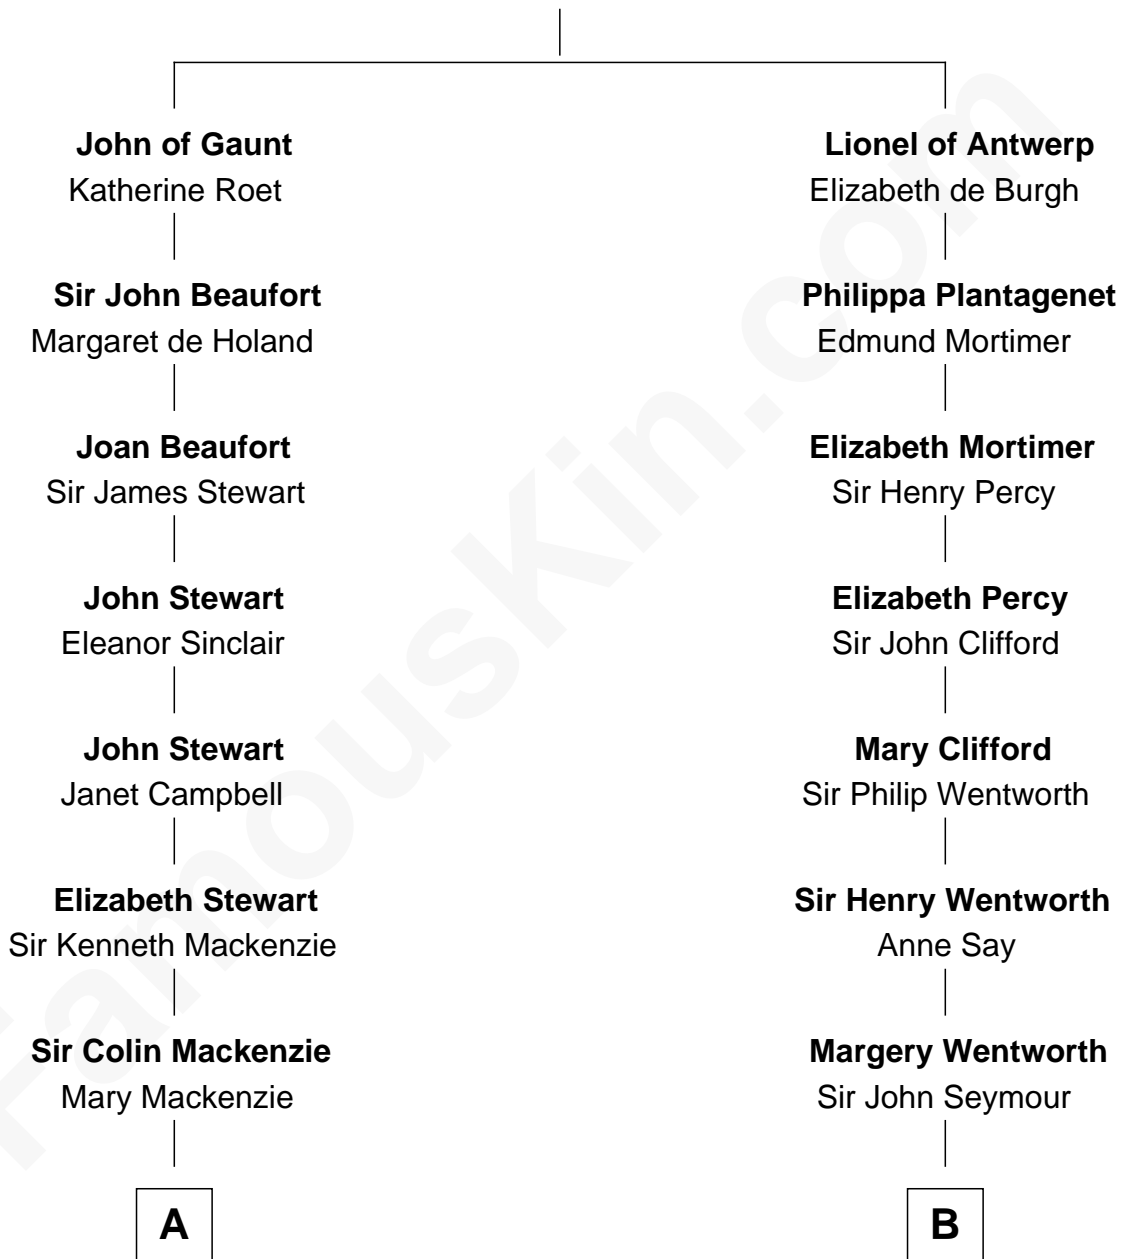 John of Gaunt
Katherine Roet
Sir John Beaufort
Margaret de Holand
Joan Beaufort
Sir James Stewart
John Stewart
Eleanor Sinclair
John Stewart
Janet Campbell
Elizabeth Stewart
Sir Kenneth Mackenzie
Sir Colin Mackenzie
Mary Mackenzie
A
Lionel of Antwerp
Elizabeth de Burgh
Philippa Plantagenet
Edmund Mortimer
Elizabeth Mortimer
Sir Henry Percy
Elizabeth Percy
Sir John Clifford
Mary Clifford
Sir Philip Wentworth
Sir Henry Wentworth
Anne Say
Margery Wentworth
Sir John Seymour
B
FamousKin.com